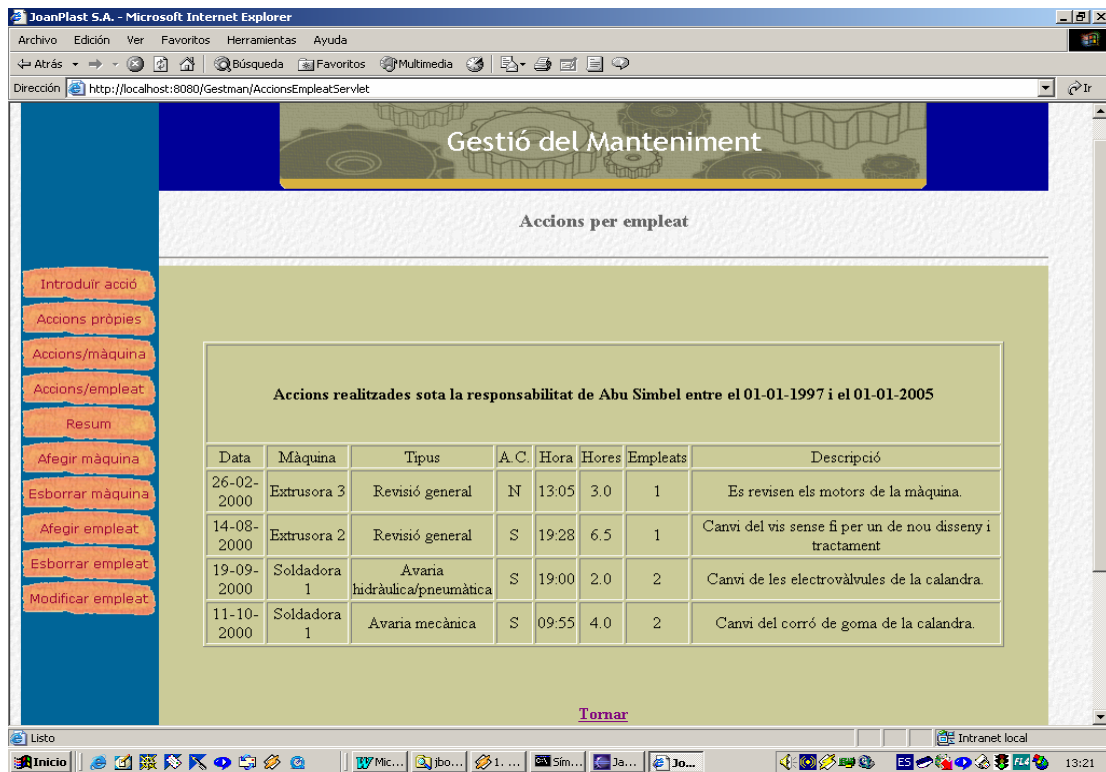 JoanPlast S.A. - Microsoft Internet Explorer
Archivo Edición Ver Favoritos Herramientas Ayuda
Atrás Búsqueda Favoritos Multimedia
Dirección http://localhost:8080/Gestman/AccionsEmpleatServlet Ir
Gestió del Manteniment
Accions per empleat
Introduïr acció
Accions pròpies
Accions/màquina
Accions/empleat
Resum
Afegir màquina
Esborrar màquina
Afegir empleat
Esborrar empleat
Modificar empleat
Accions realitzades sota la responsabilitat de Abu Simbel entre el 01-01-1997 i el 01-01-2005
Data Màquina Tipus A.C. Hora Hores Empleats Descripció
26-02-2000 Extrusora 3 Revisió general N 13:05 3.0 1 Es revisen els motors de la màquina.
14-08-2000 Extrusora 2 Revisió general S 19:28 6.5 1 Canvi del vis sense fi per un de nou disseny i tractament
19-09-2000 Soldadora 1 Avaria hidràulica/pneumàtica S 19:00 2.0 2 Canvi de les electrovàlvules de la calandra.
11-10-2000 Soldadora 1 Avaria mecànica S 09:55 4.0 2 Canvi del corró de goma de la calandra.
Tornar
Listo Intranet local
Inicio Mic... jbo... 1. ... Sím... Ja... Jo... ES 13:21